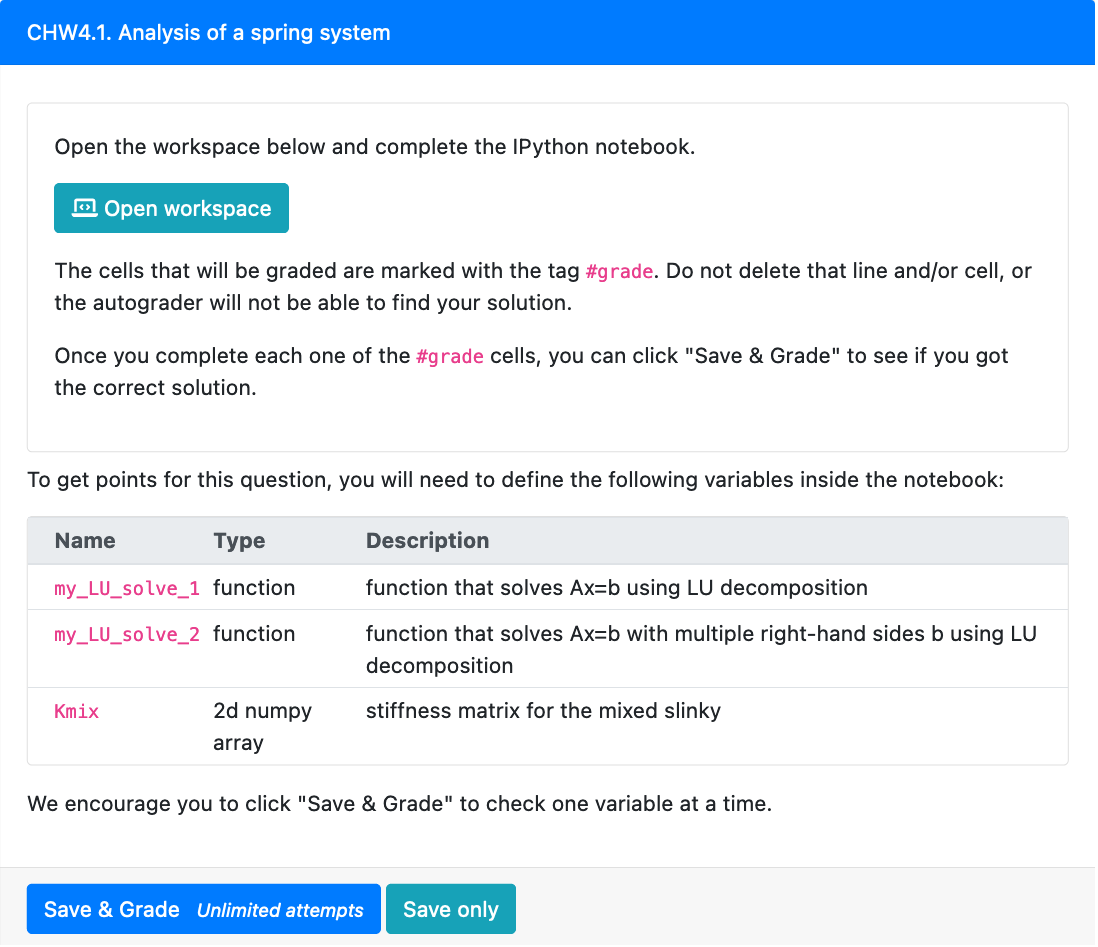 CHW4.1. Analysis of a spring system
Open the workspace below and complete the IPython notebook.
Open workspace
The cells that will be graded are marked with the tag #grade. Do not delete that line and/or cell, or
the autograder will not be able to find your solution.
Once you complete each one of the #grade cells, you can click "Save & Grade" to see if you got
the correct solution.
To get points for this question, you will need to define the following variables inside the notebook:
Name Type Description
my_LU_solve_1 function function that solves Ax=b using LU decomposition
my_LU_solve_2 function function that solves Ax=b with multiple right-hand sides b using LU
decomposition
Kmix 2d numpy stiffness matrix for the mixed slinky
array
We encourage you to click "Save & Grade" to check one variable at a time.
Save & Grade Unlimited attempts Save only